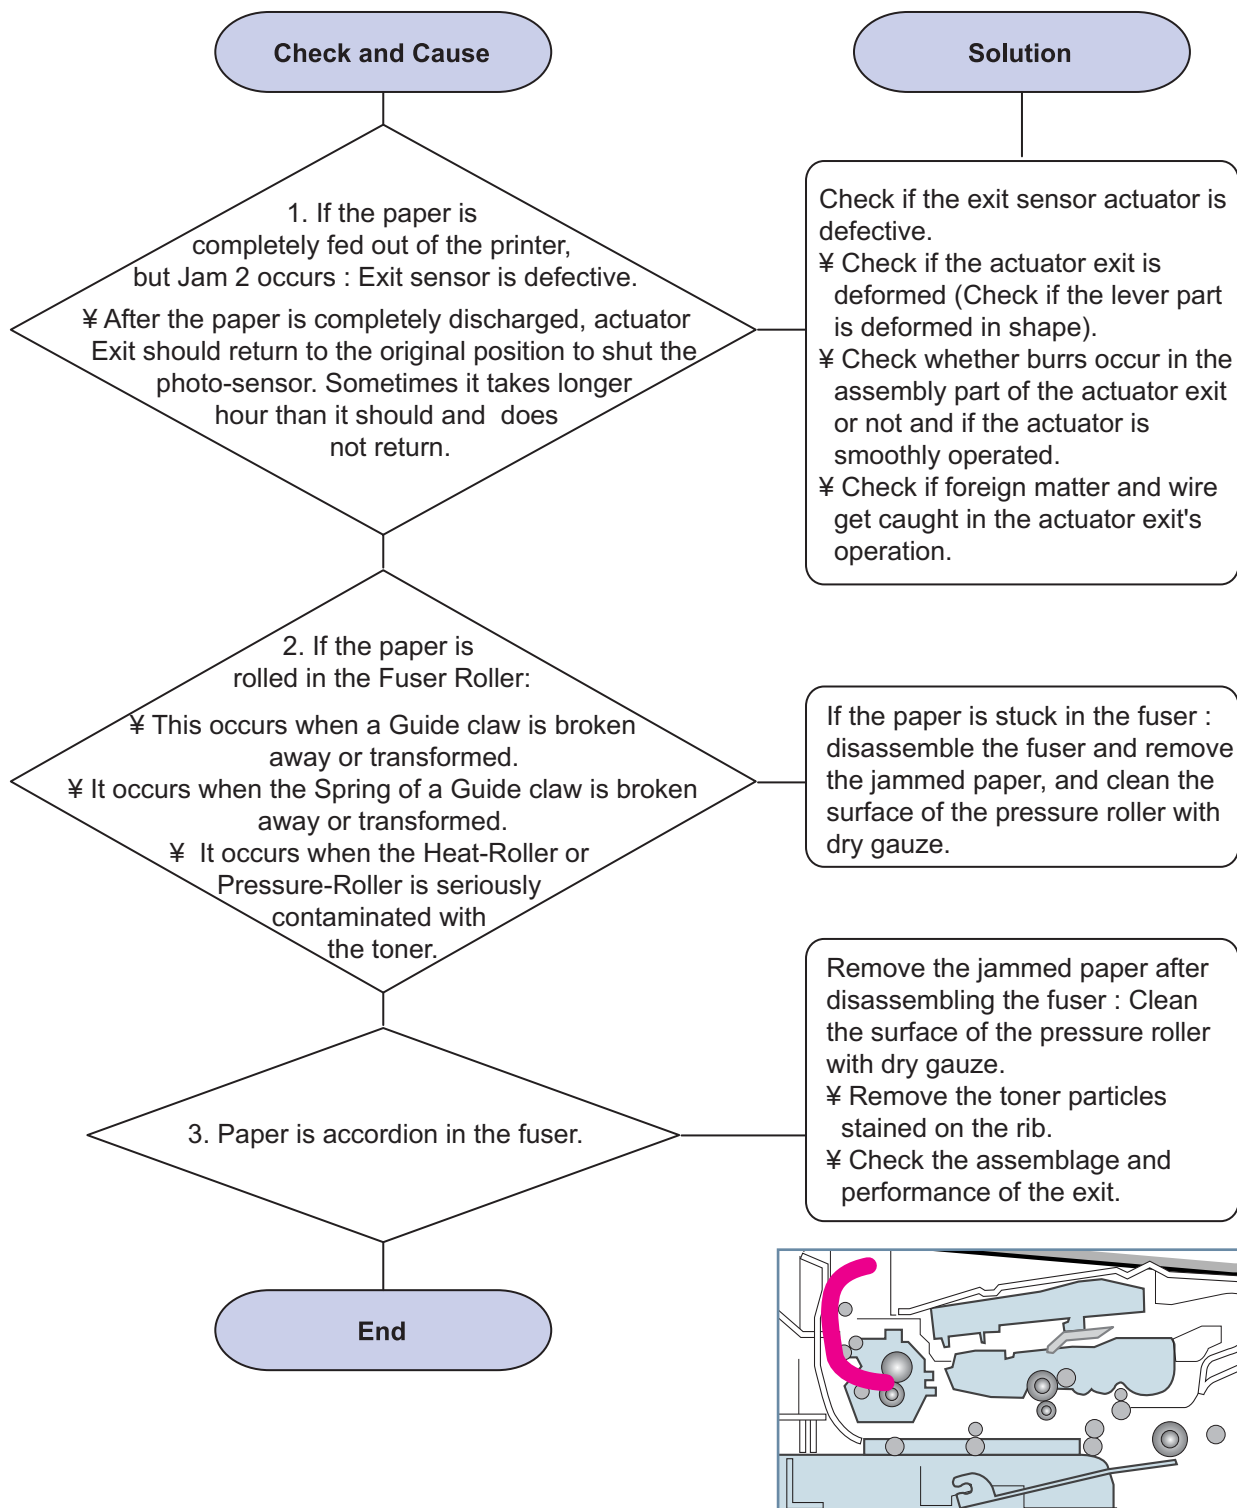 Check and Cause
Solution
1. If the paper is
completely fed out of the printer,
but Jam 2 occurs : Exit sensor is defective.
¥ After the paper is completely discharged, actuator
Exit should return to the original position to shut the
photo-sensor. Sometimes it takes longer
hour than it should and does
not return.
Check if the exit sensor actuator is
defective.
¥ Check if the actuator exit is
deformed (Check if the lever part
is deformed in shape).
¥ Check whether burrs occur in the
assembly part of the actuator exit
or not and if the actuator is
smoothly operated.
¥ Check if foreign matter and wire
get caught in the actuator exit's
operation.
2. If the paper is
rolled in the Fuser Roller:
¥ This occurs when a Guide claw is broken
away or transformed.
¥ It occurs when the Spring of a Guide claw is broken
away or transformed.
¥ It occurs when the Heat-Roller or
Pressure-Roller is seriously
contaminated with
the toner.
If the paper is stuck in the fuser :
disassemble the fuser and remove
the jammed paper, and clean the
surface of the pressure roller with
dry gauze.
3. Paper is accordion in the fuser.
Remove the jammed paper after
disassembling the fuser : Clean
the surface of the pressure roller
with dry gauze.
¥ Remove the toner particles
stained on the rib.
¥ Check the assemblage and
performance of the exit.
End